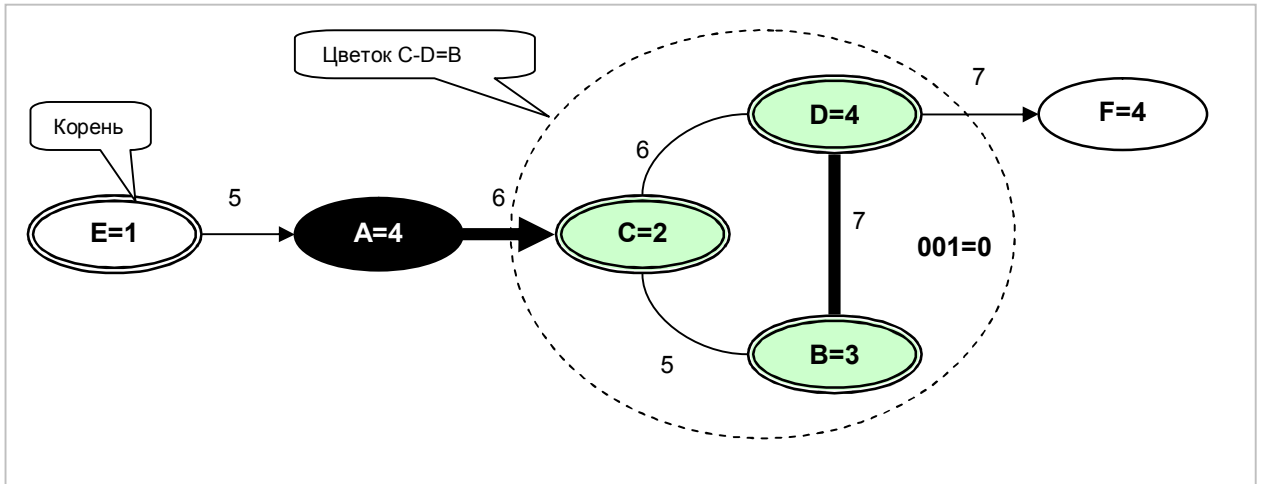 Цветок C-D=B
7
D=4
F=4
Корень
6
5
6
E=1
A=4
C=2
7
001=0
5
B=3